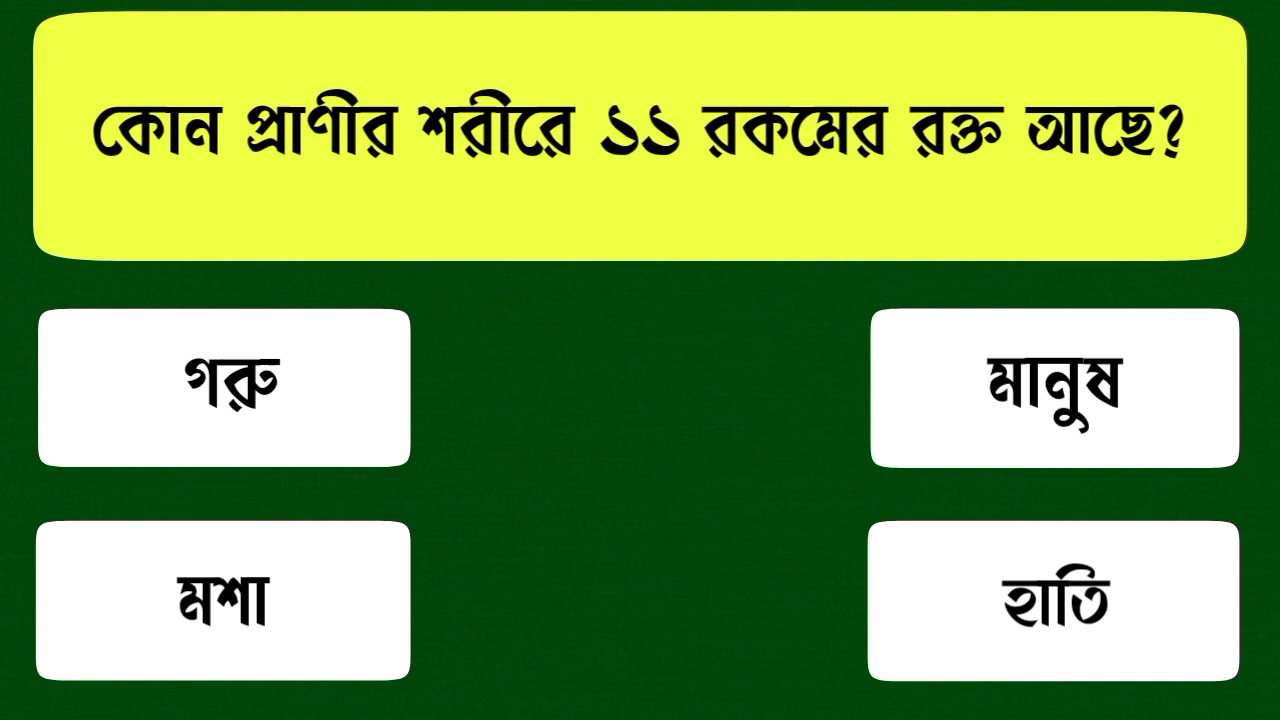 কোন প্রাণীর শরীরে ১১ রকমের রক্ত আছে?
গরু
মানুষ
মশা
হাতি